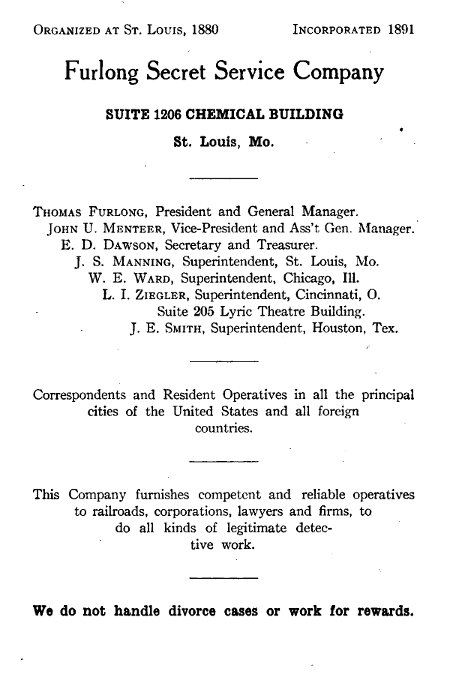 ORGANIZED AT ST. LOUIS, 1880 INCORPORATED 1891
Furlong Secret Service Company
SUITE 1206 CHEMICAL BUILDING
St. Louis, Mo.
THOMAS FURLONG, President and General Manager.
JOHN U. MENTEER, Vice-President and Ass't Gen. Manager.
E. D. DAWSON, Secretary and Treasurer.
J. S. MANNING, Superintendent, St. Louis, Mo.
W. E. WARD, Superintendent, Chicago, Ill.
L. I. ZIEGLER, Superintendent, Cincinnati, O.
Suite 205 Lyric Theatre Building.
J. E. SMITH, Superintendent, Houston, Tex.
Correspondents and Resident Operatives in all the principal
cities of the United States and all foreign
countries.
This Company furnishes competent and reliable operatives
to railroads, corporations, lawyers and firms, to
do all kinds of legitimate detec-
tive work.
We do not handle divorce cases or work for rewards.